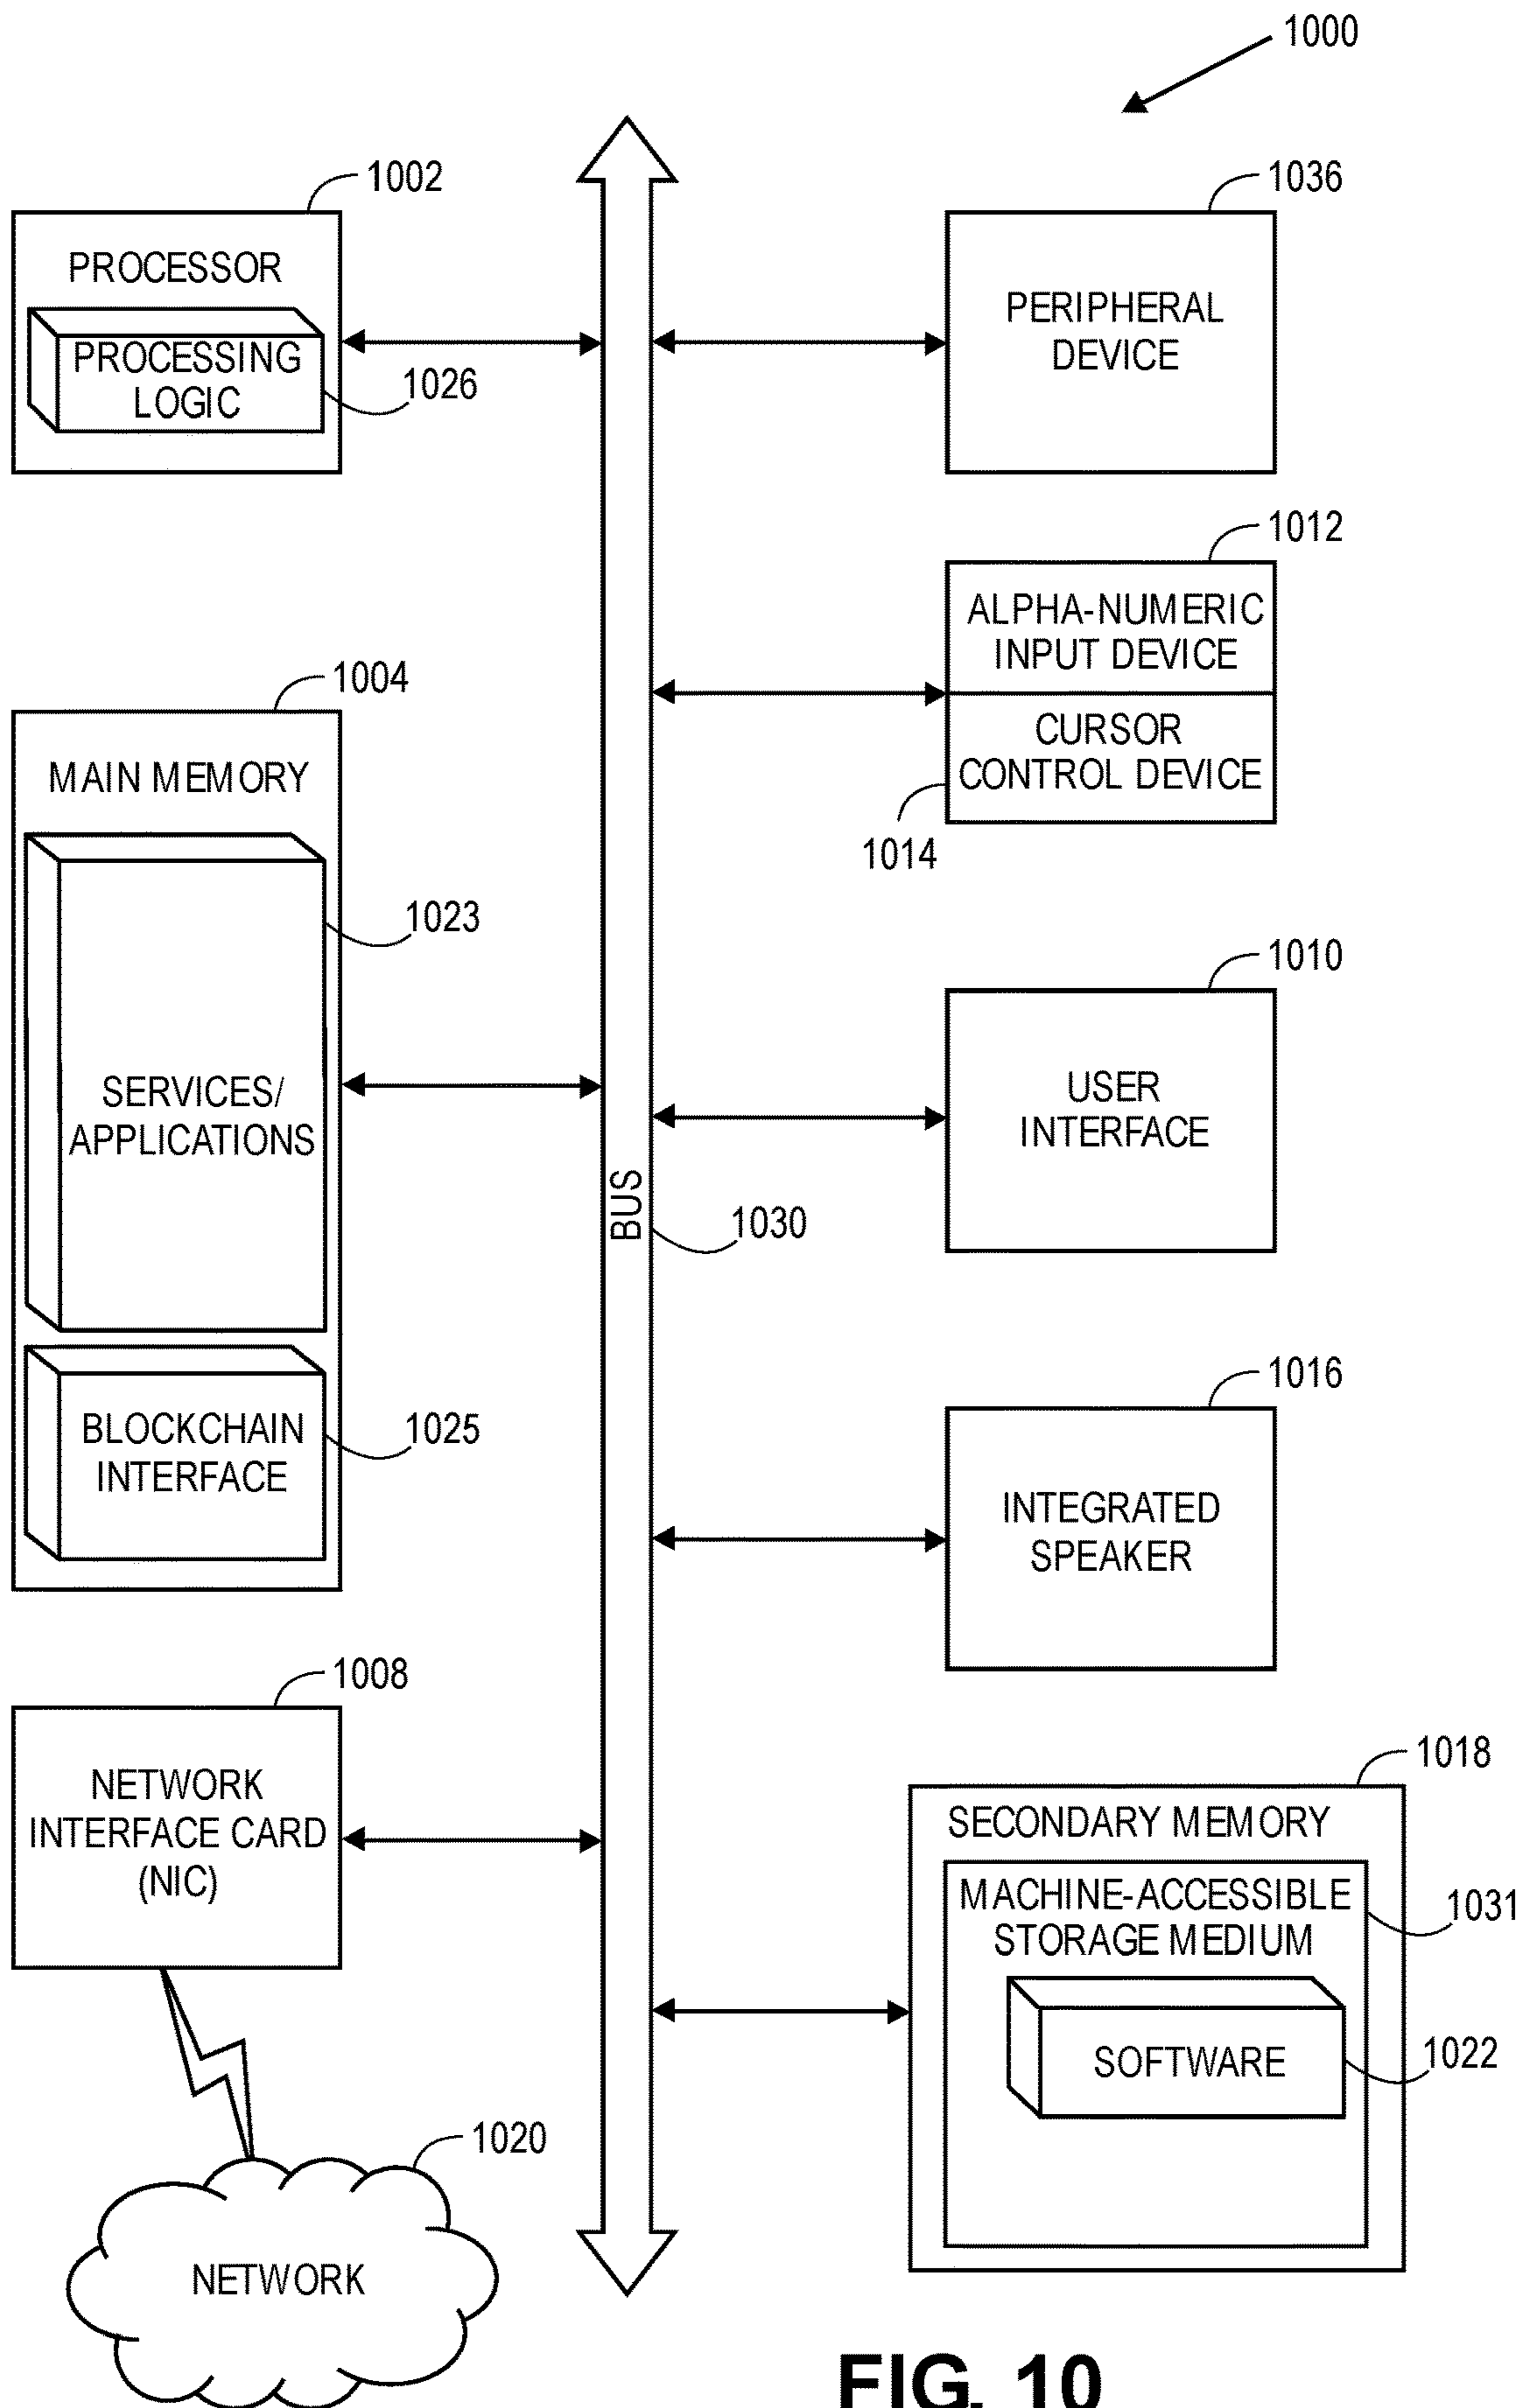 1000
1002
PROCESSOR
PROCESSING
LOGIC
1026
1036
PERIPHERAL
DEVICE
1012
ALPHA-NUMERIC
INPUT DEVICE
CURSOR
CONTROL DEVICE
1014
1004
MAIN MEMORY
1023
SERVICES/
APPLICATIONS
BLOCKCHAIN
INTERFACE
1025
BUS
1030
1010
USER
INTERFACE
1016
INTEGRATED
SPEAKER
1008
NETWORK
INTERFACE CARD
(NIC)
1018
SECONDARY MEMORY
MACHINE-ACCESSIBLE
STORAGE MEDIUM
1031
SOFTWARE
1022
1020
NETWORK
FIG. 10